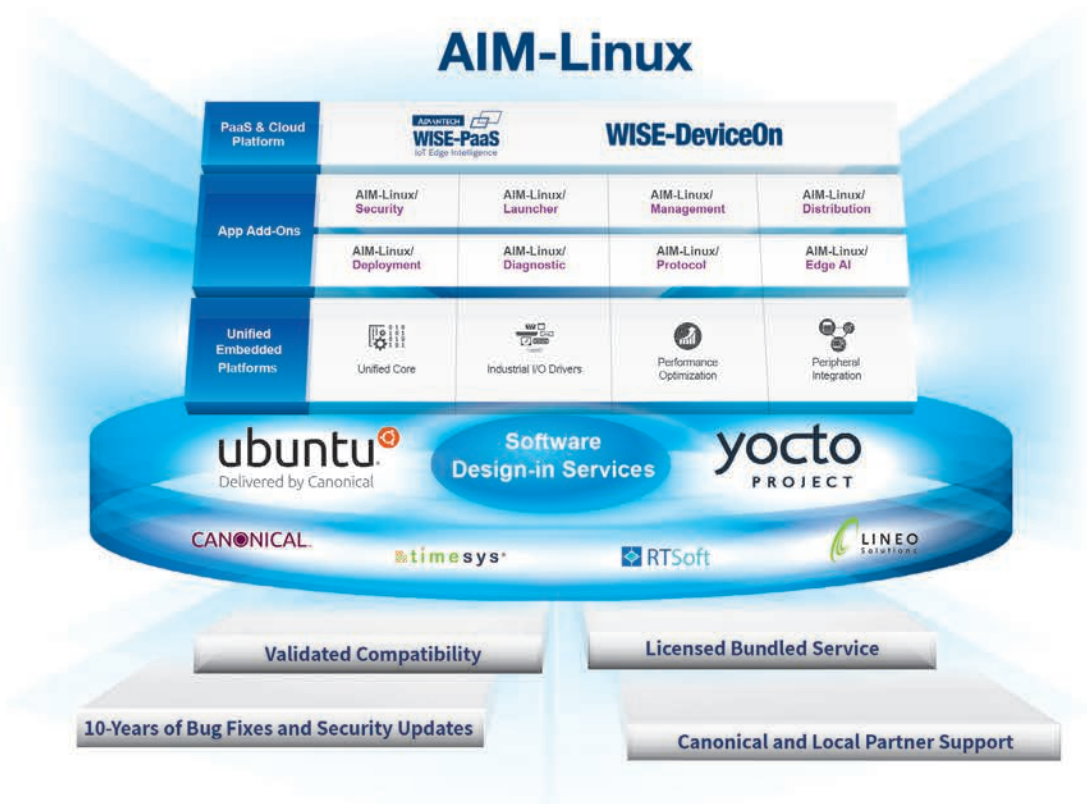 AIM-Linux
PaaS & Cloud
Platform
ADVANTECH
WISE-PaaS
IoT Edge Intelligence
WISE-DeviceOn
App Add-Ons
AIM-Linux/
Security
AIM-Linux/
Launcher
AIM-Linux/
Management
AIM-Linux/
Distribution
AIM-Linux/
Deployment
AIM-Linux/
Diagnostic
AIM-Linux/
Protocol
AIM-Linux/
Edge AI
Unified
Embedded
Platforms
Unified Core
Industrial I/O Drivers
Performance
Optimization
Peripheral
Integration
ubuntu
Delivered by Canonical
Software
Design-in Services
yocto
PROJECT
CANONICAL
timesys
RTSoft
LINEO
Solutions
Validated Compatibility
Licensed Bundled Service
10-Years of Bug Fixes and Security Updates
Canonical and Local Partner Support